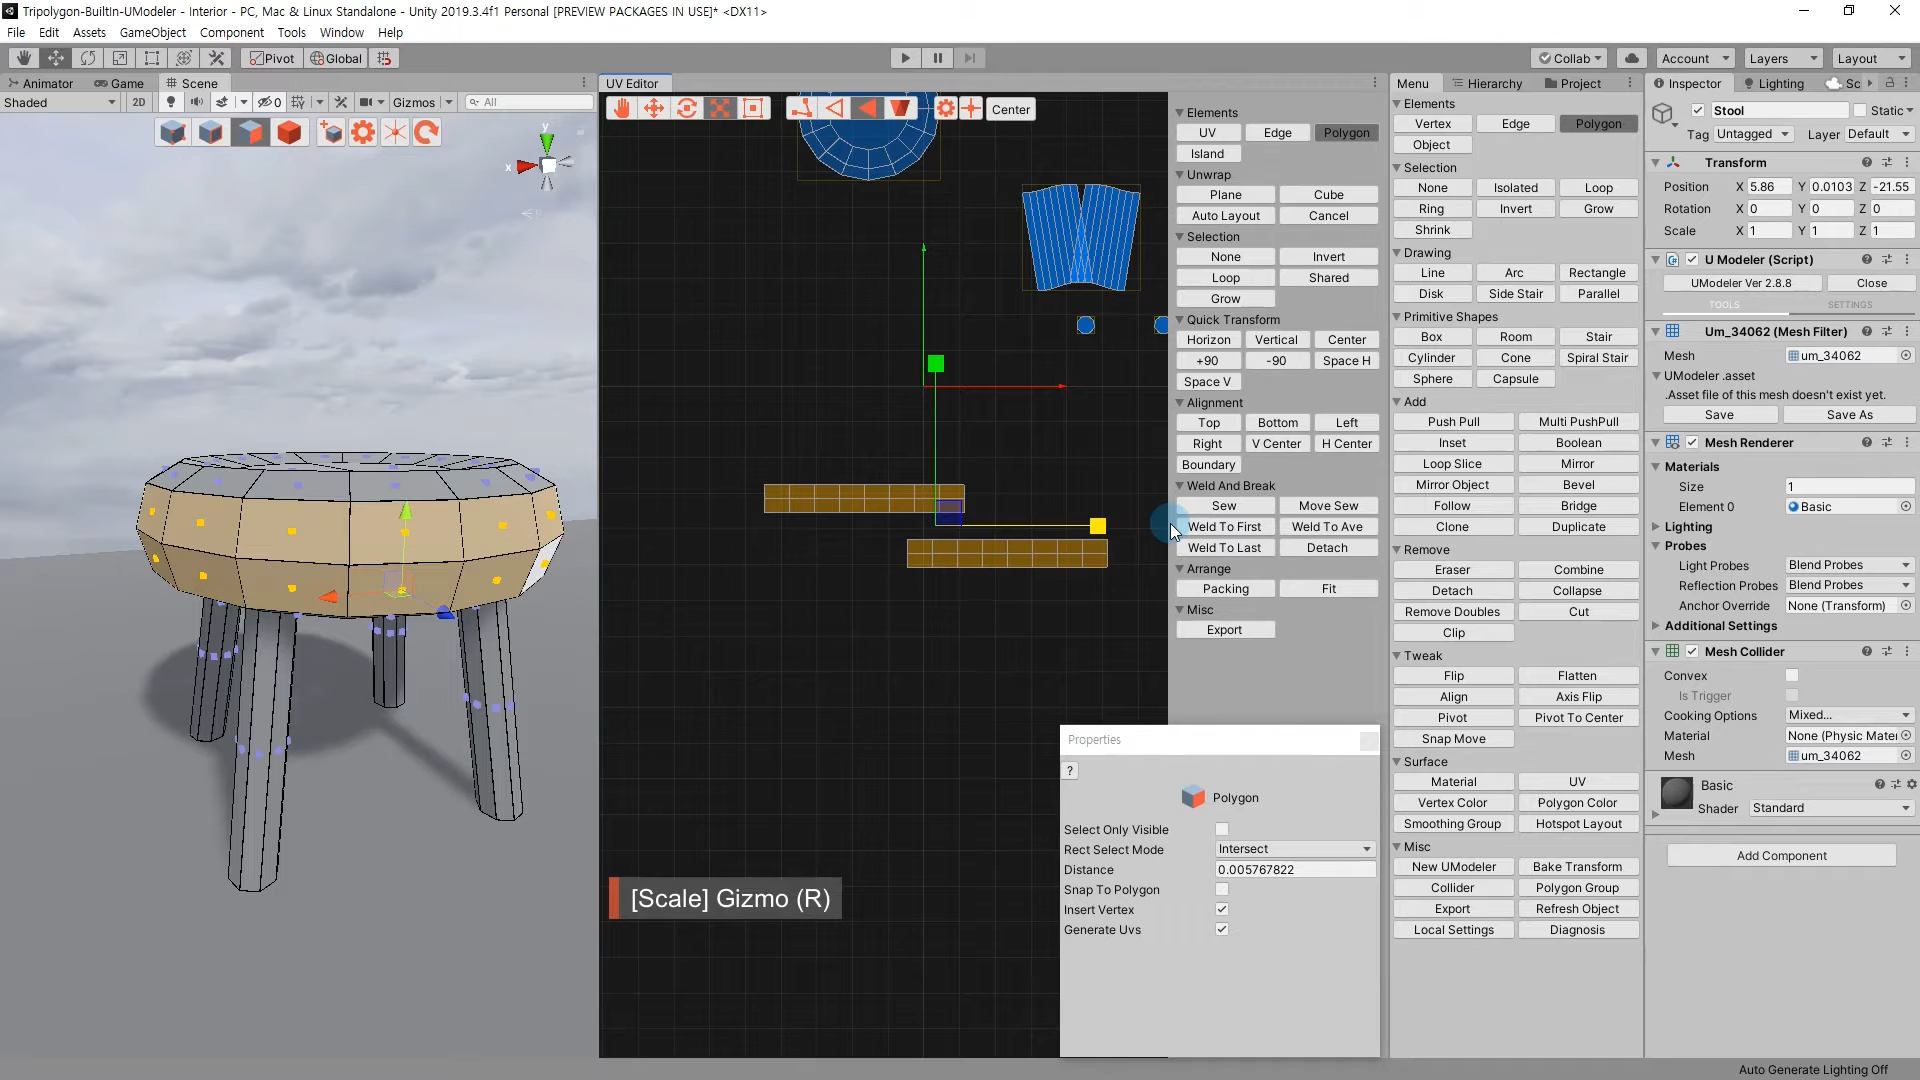 Tripolygon-BuiltIn-UModeler - Interior - PC, Mac & Linux Standalone - Unity 2019.3.4f1 Personal [PREVIEW PACKAGES IN USE]* <DX11>
File Edit Assets GameObject Component Tools Window Help
Pivot Global Collab Account Layers Layout
Animator Game Scene
Shaded 2D 0 Gizmos All
y x
[Scale] Gizmo (R)
UV Editor
Center
Elements
UV Edge Polygon
Island
Unwrap
Plane Cube
Auto Layout Cancel
Selection
None Invert
Loop Shared
Grow
Quick Transform
Horizon Vertical Center
+90 -90 Space H
Space V
Alignment
Top Bottom Left
Right V Center H Center
Boundary
Weld And Break
Sew Move Sew
Weld To First Weld To Ave
Weld To Last Detach
Arrange
Packing Fit
Misc
Export
Properties
?
Polygon
Select Only Visible
Rect Select Mode Intersect
Distance 0.005767822
Snap To Polygon
Insert Vertex
Generate Uvs
Menu Hierarchy Project
Elements
Vertex Edge Polygon
Object
Selection
None Isolated Loop
Ring Invert Grow
Shrink
Drawing
Line Arc Rectangle
Disk Side Stair Parallel
Primitive Shapes
Box Room Stair
Cylinder Cone Spiral Stair
Sphere Capsule
Add
Push Pull Multi PushPull
Inset Boolean
Loop Slice Mirror
Mirror Object Bevel
Follow Bridge
Clone Duplicate
Remove
Eraser Combine
Detach Collapse
Remove Doubles Cut
Clip
Tweak
Flip Flatten
Align Axis Flip
Pivot Pivot To Center
Snap Move
Surface
Material UV
Vertex Color Polygon Color
Smoothing Group Hotspot Layout
Misc
New UModeler Bake Transform
Collider Polygon Group
Export Refresh Object
Local Settings Diagnosis
Inspector Lighting Sc
Stool Static
Tag Untagged Layer Default
Transform
Position X 5.86 Y 0.0103 Z -21.55
Rotation X 0 Y 0 Z 0
Scale X 1 Y 1 Z 1
U Modeler (Script)
UModeler Ver 2.8.8 Close
TOOLS SETTINGS
Um_34062 (Mesh Filter)
Mesh um_34062
UModeler .asset
.Asset file of this mesh doesn't exist yet.
Save Save As
Mesh Renderer
Materials
Size 1
Element 0 Basic
Lighting
Probes
Light Probes Blend Probes
Reflection Probes Blend Probes
Anchor Override None (Transform)
Additional Settings
Mesh Collider
Convex
Is Trigger
Cooking Options Mixed...
Material None (Physic Mater
Mesh um_34062
Basic
Shader Standard
Add Component
Auto Generate Lighting Off